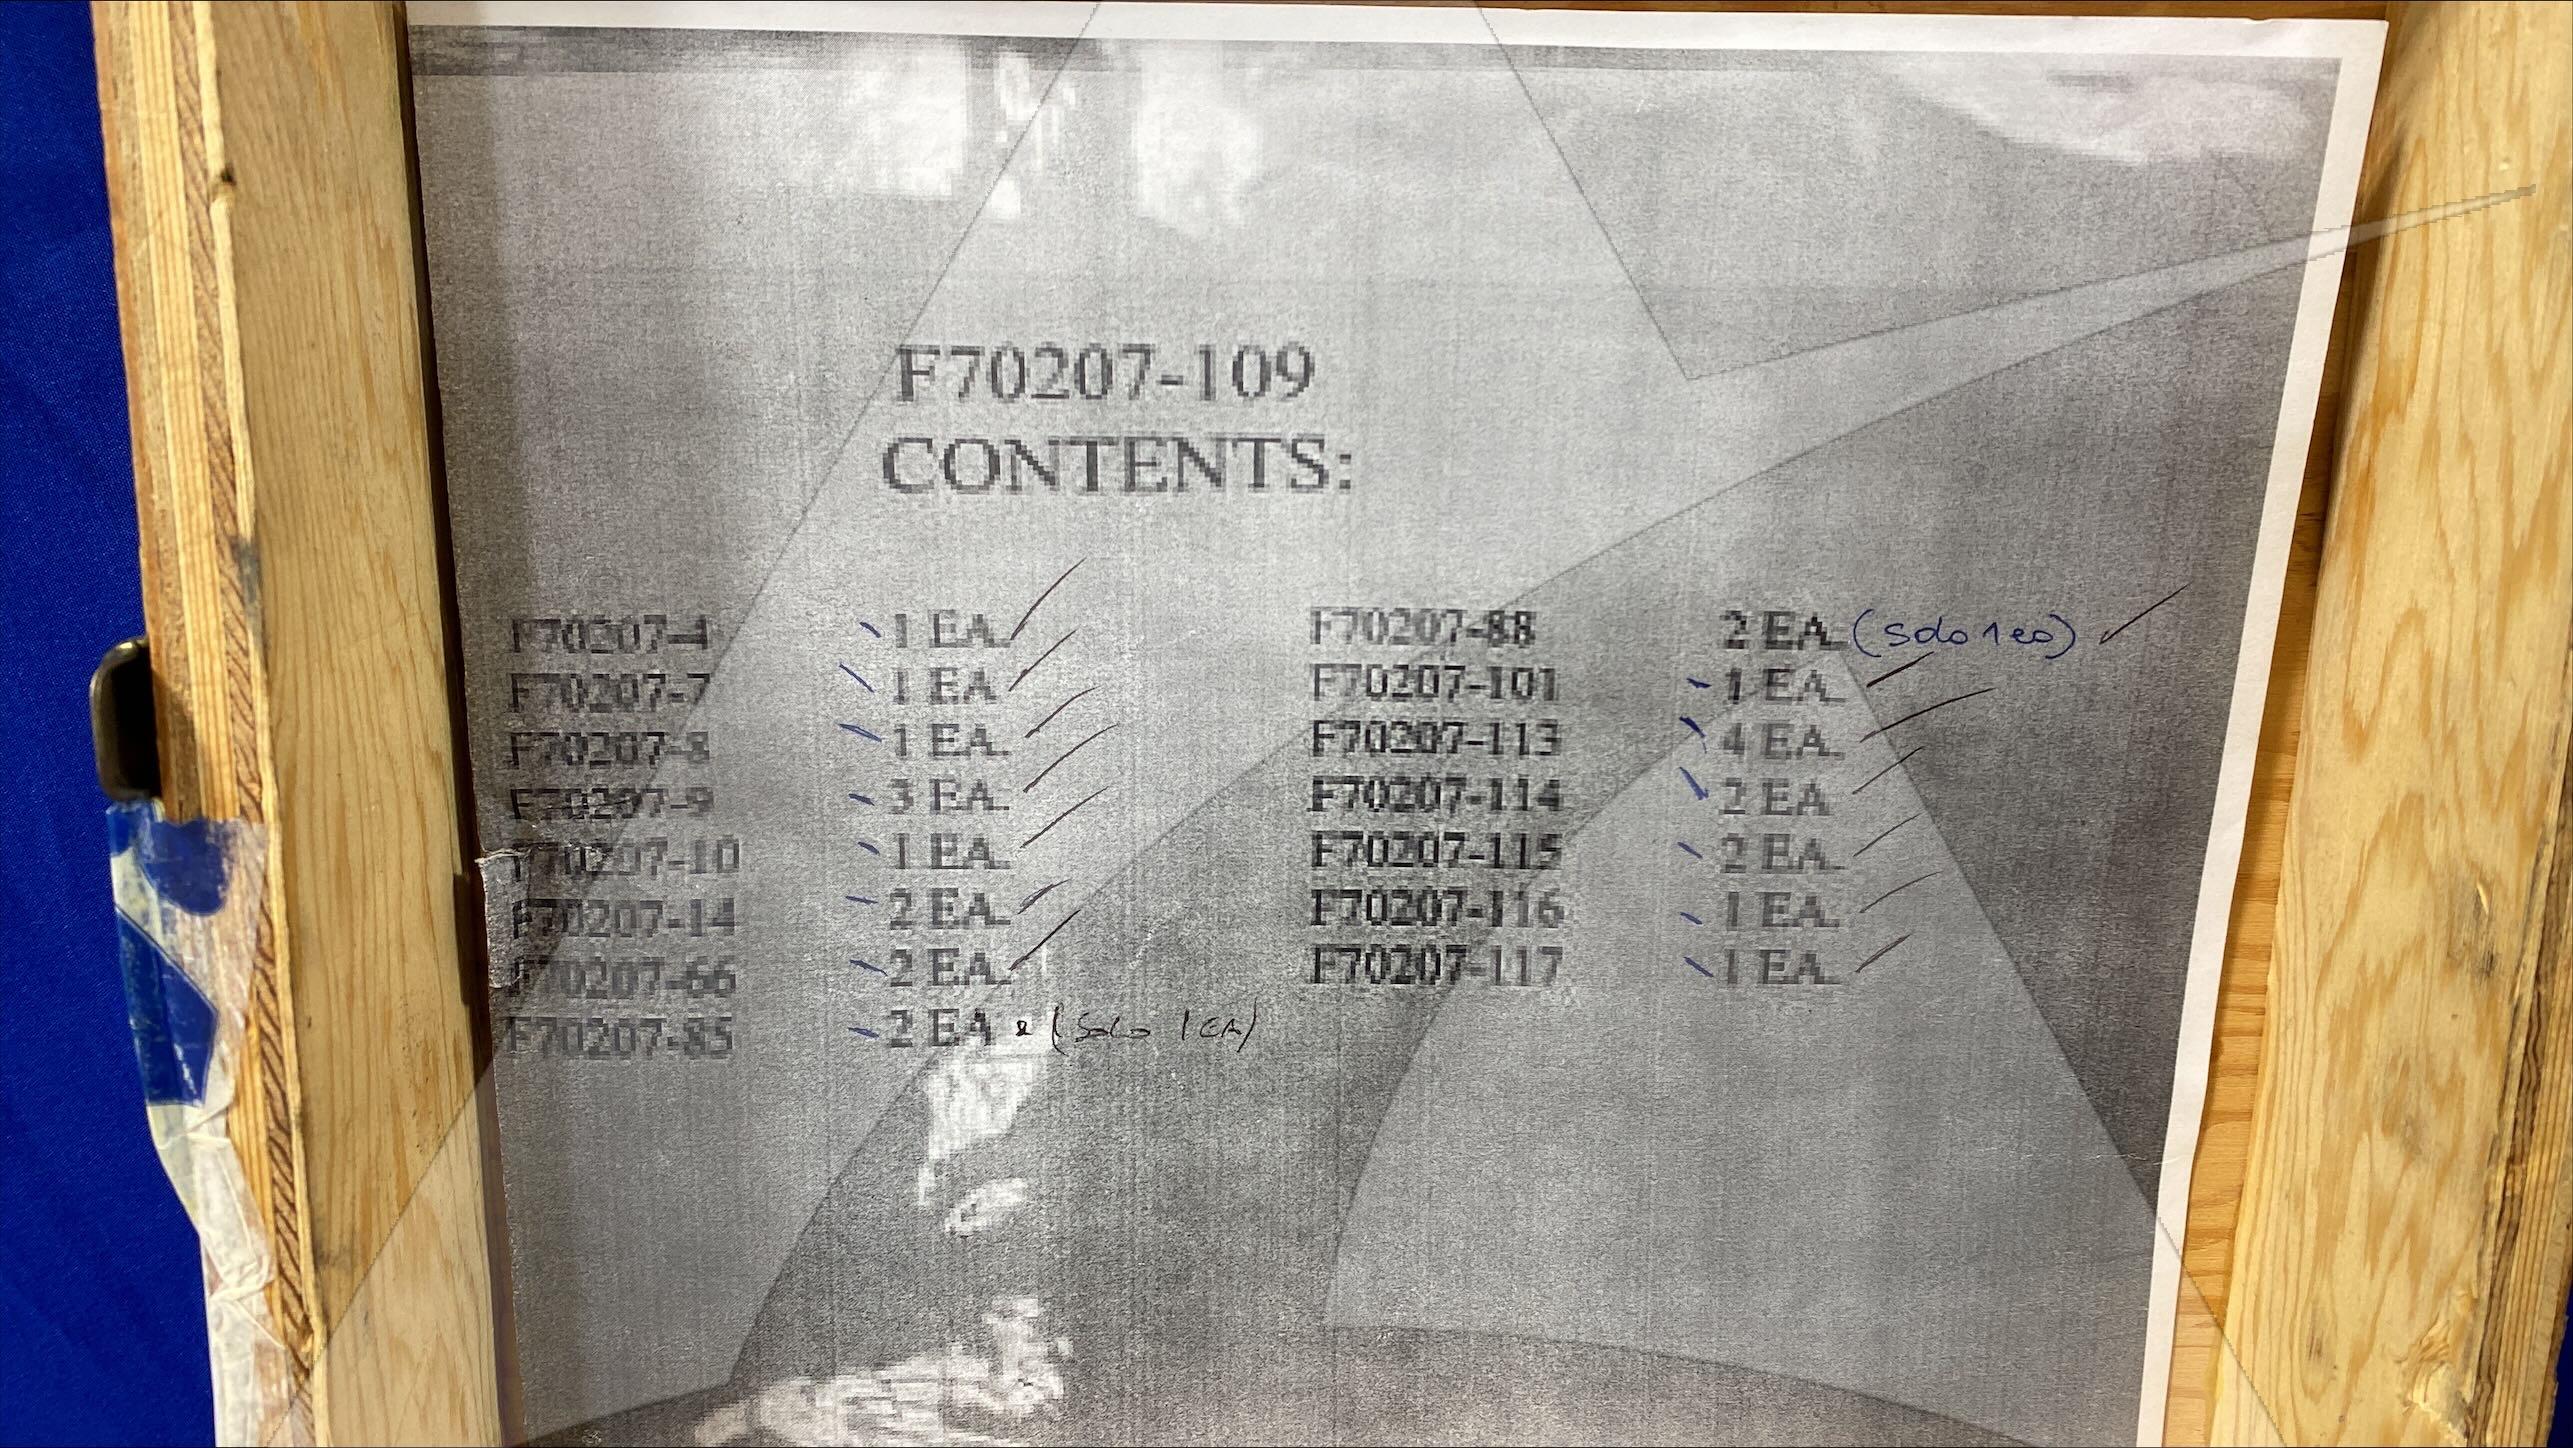 F70207-109
CONTENTS:
F70207-4 1 EA.
F70207-7 1 EA
F70207-8 1 EA.
F70207-9 3 EA.
F70207-10 1 EA.
F70207-14 2 EA.
F70207-66 2 EA.
F70207-85 2 EA (solo 1 EA)
F70207-88 2 EA. (solo 1 ea)
F70207-101 1 EA.
F70207-113 4 EA.
F70207-114 2 EA
F70207-115 2 EA.
F70207-116 1 EA.
F70207-117 1 EA.